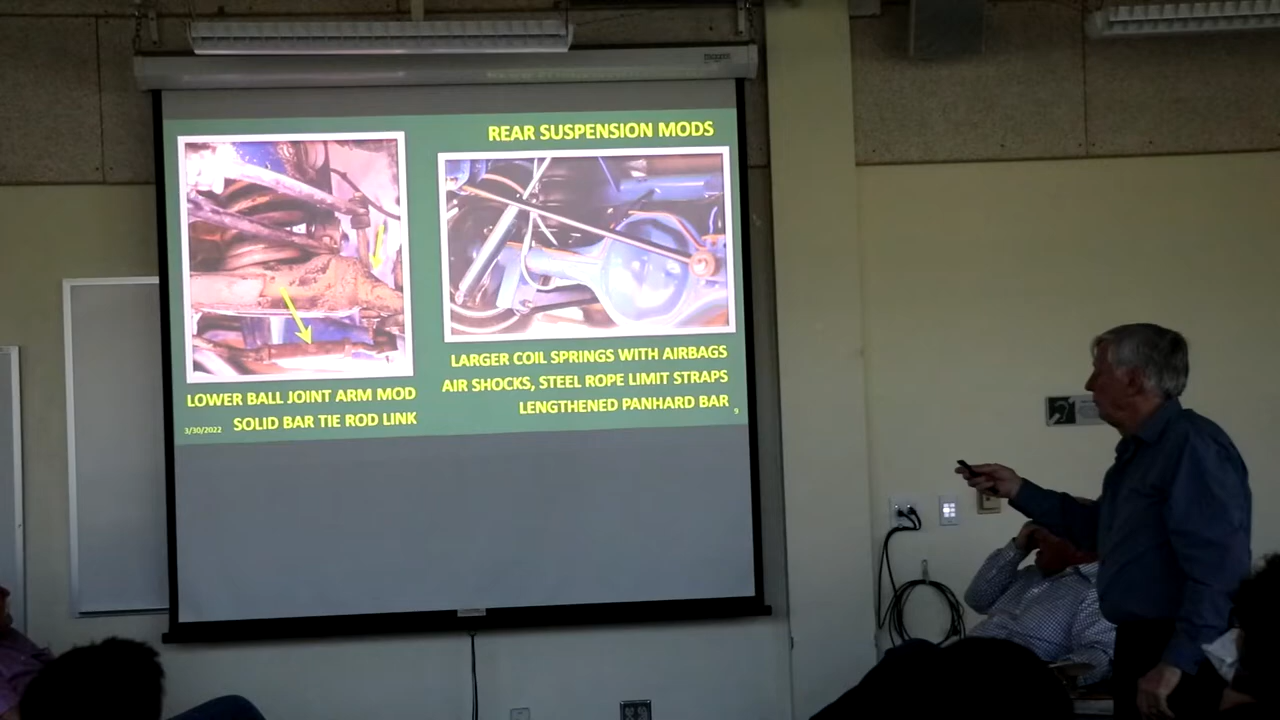 REAR SUSPENSION MODS
LARGER COIL SPRINGS WITH AIRBAGS
AIR SHOCKS, STEEL ROPE LIMIT STRAPS
LENGTHENED PANHARD BAR
LOWER BALL JOINT ARM MOD
SOLID BAR TIE ROD LINK
3/30/2022
9